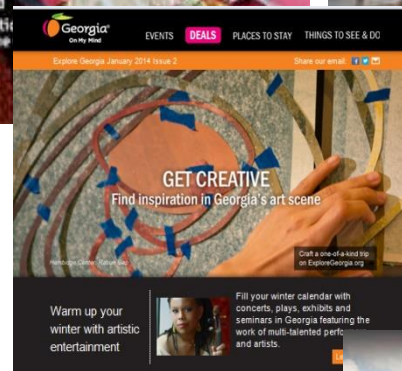 Georgia®
On My Mind
EVENTS DEALS PLACES TO STAY THINGS TO SEE & DO
Explore Georgia January 2014 Issue 2
Share our email:
GET CREATIVE
Find inspiration in Georgia's art scene
Craft a one-of-a-kind trip
on ExploreGeorgia.org
Warm up your
winter with artistic
entertainment
Fill your winter calendar with
concerts, plays, exhibits and
seminars in Georgia featuring the
work of multi-talented
and artists.